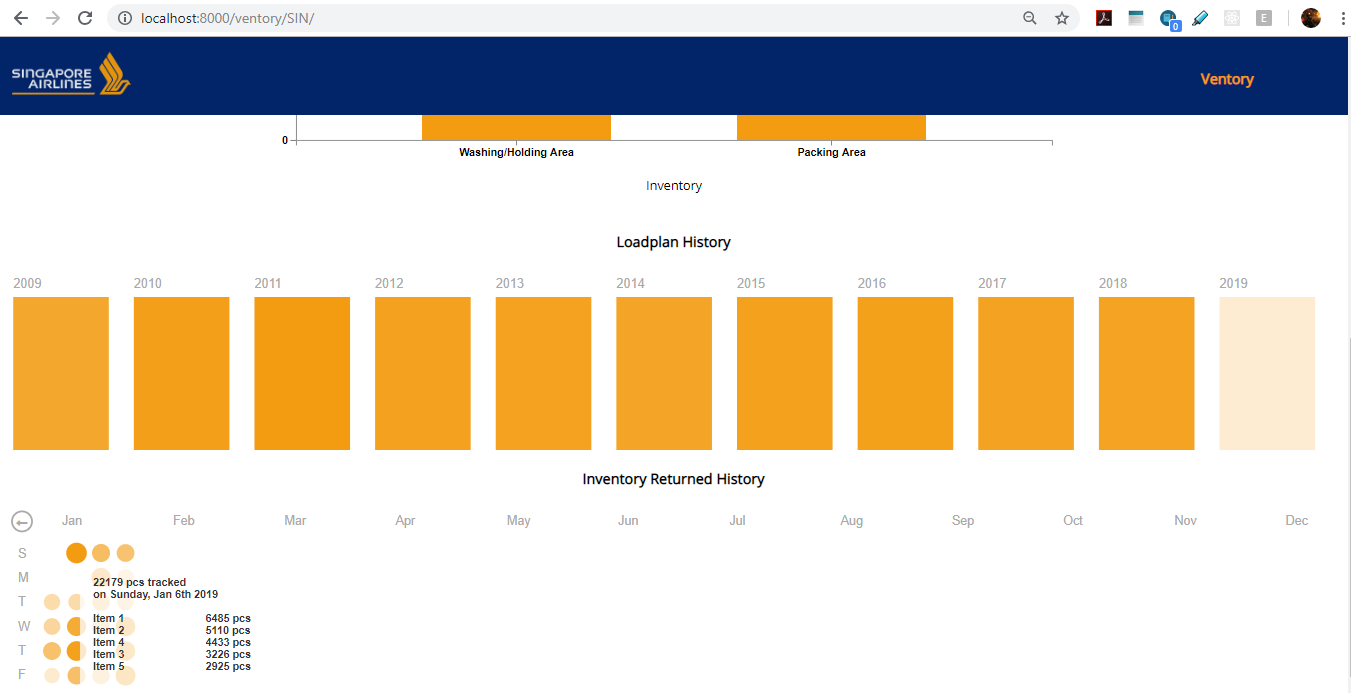 localhost:8000/ventory/SIN/
0
E
SINGAPORE
AIRLINES
Ventory
0
Washing/Holding Area Packing Area
Inventory
Loadplan History
2009 2010 2011 2012 2013 2014 2015 2016 2017 2018 2019
Inventory Returned History
Jan Feb Mar Apr May Jun Jul Aug Sep Oct Nov Dec
S
M
22179 pcs tracked
on Sunday, Jan 6th 2019
T
Item 1 6485 pcs
W
Item 2 5110 pcs
Item 4 4433 pcs
T
Item 3 3226 pcs
Item 5 2925 pcs
F